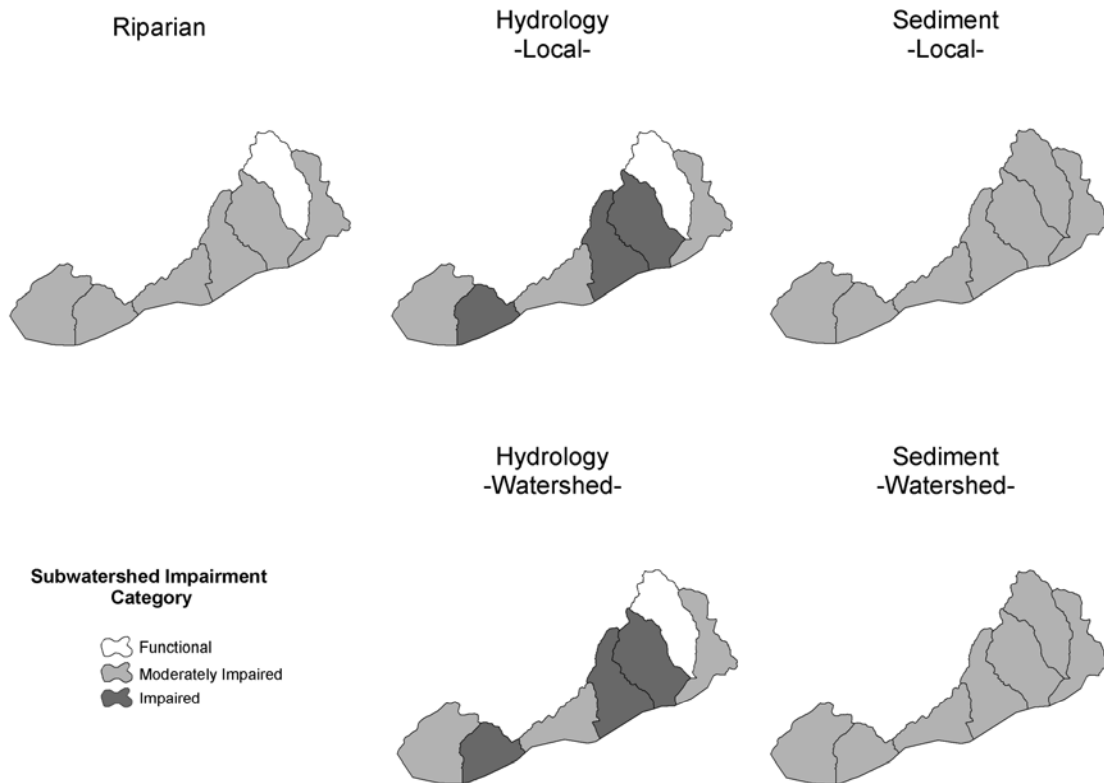 Riparian
Hydrology
-Local-
Sediment
-Local-
Hydrology
-Watershed-
Sediment
-Watershed-
Subwatershed Impairment
Category
Functional
Moderately Impaired
Impaired